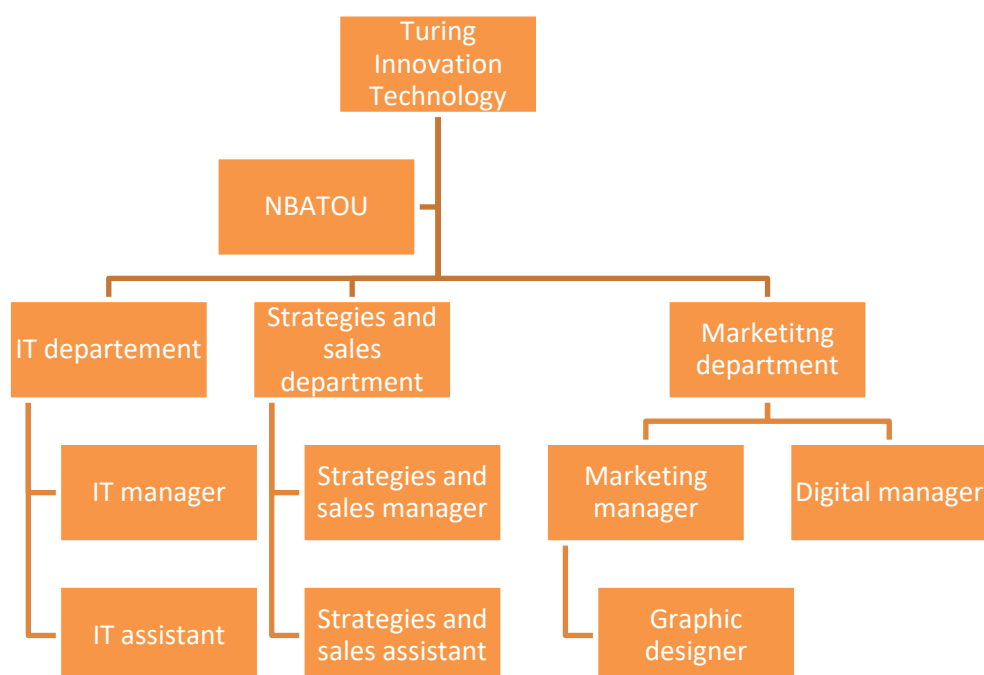 Turing
Innovation
Technology
NBATOU
IT departement
Strategies and
sales
department
Marketitng
department
IT manager
Strategies and
sales manager
Marketing
manager
Digital manager
IT assistant
Strategies and
sales assistant
Graphic
designer